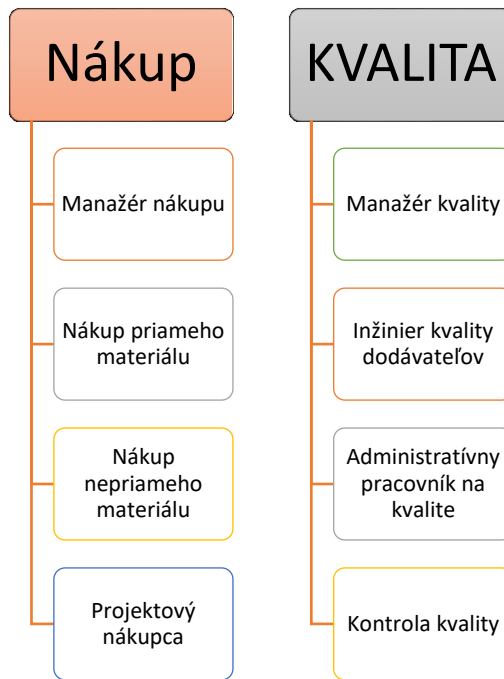 Nákup
Manažér nákupu
Nákup priameho
materiálu
Nákup
nepriameho
materiálu
Projektový
nákupca
KVALITA
Manažér kvality
Inžinier kvality
dodávateľov
Administratívny
pracovník na
kvalite
Kontrola kvality